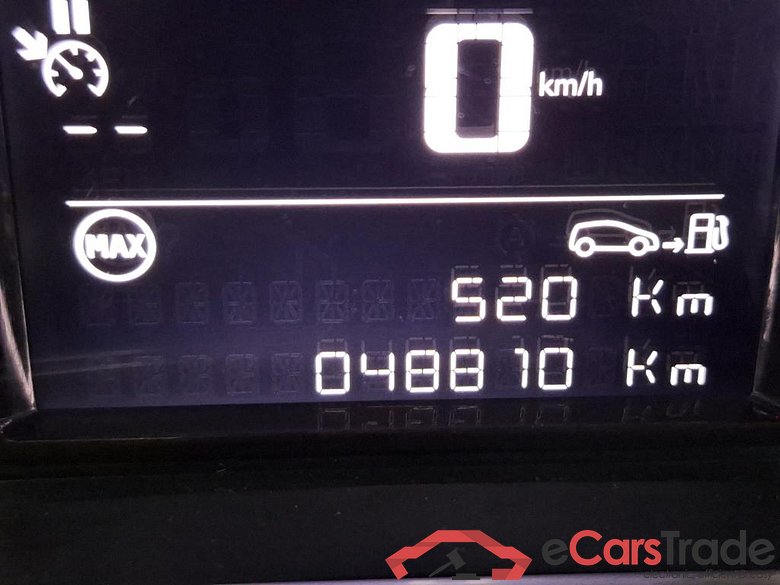 0 km/h
-- --
MAX
520 Km
048810 Km
eCarsTrade